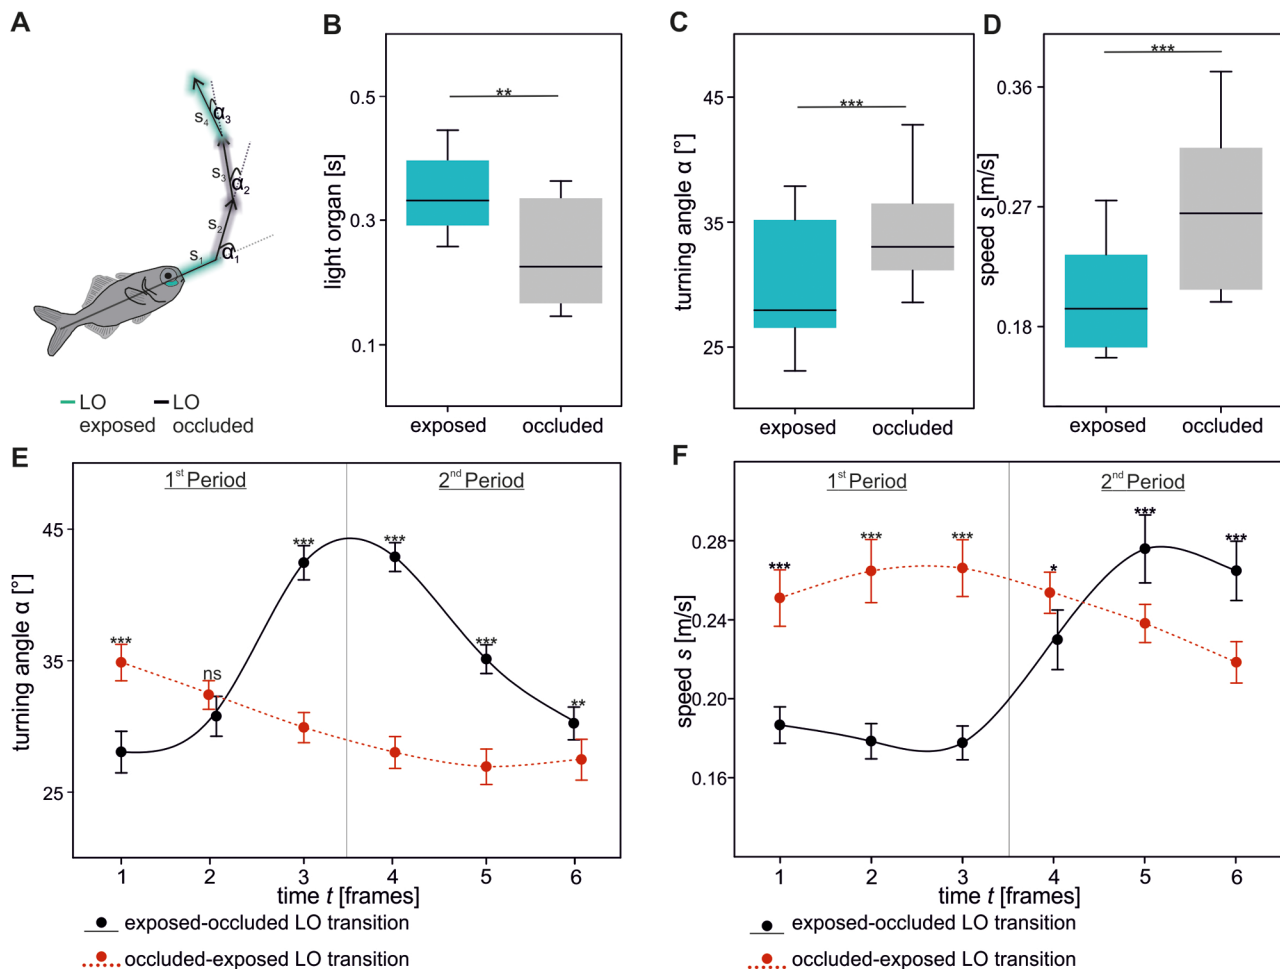 A
s4
α3
s3
α2
s2
s1
α1
LO
exposed
LO
occluded
B
light organ [s]
0.5
0.3
0.1
**
exposed
occluded
C
turning angle α [°]
45
35
25
***
exposed
occluded
D
speed s [m/s]
0.36
0.27
0.18
***
exposed
occluded
E
1st Period
2nd Period
turning angle α [°]
45
35
25
***
ns
***
***
***
**
1 2 3 4 5 6
time t [frames]
exposed-occluded LO transition
occluded-exposed LO transition
F
1st Period
2nd Period
speed s [m/s]
0.28
0.24
0.20
0.16
***
***
***
*
***
***
1 2 3 4 5 6
time t [frames]
exposed-occluded LO transition
occluded-exposed LO transition